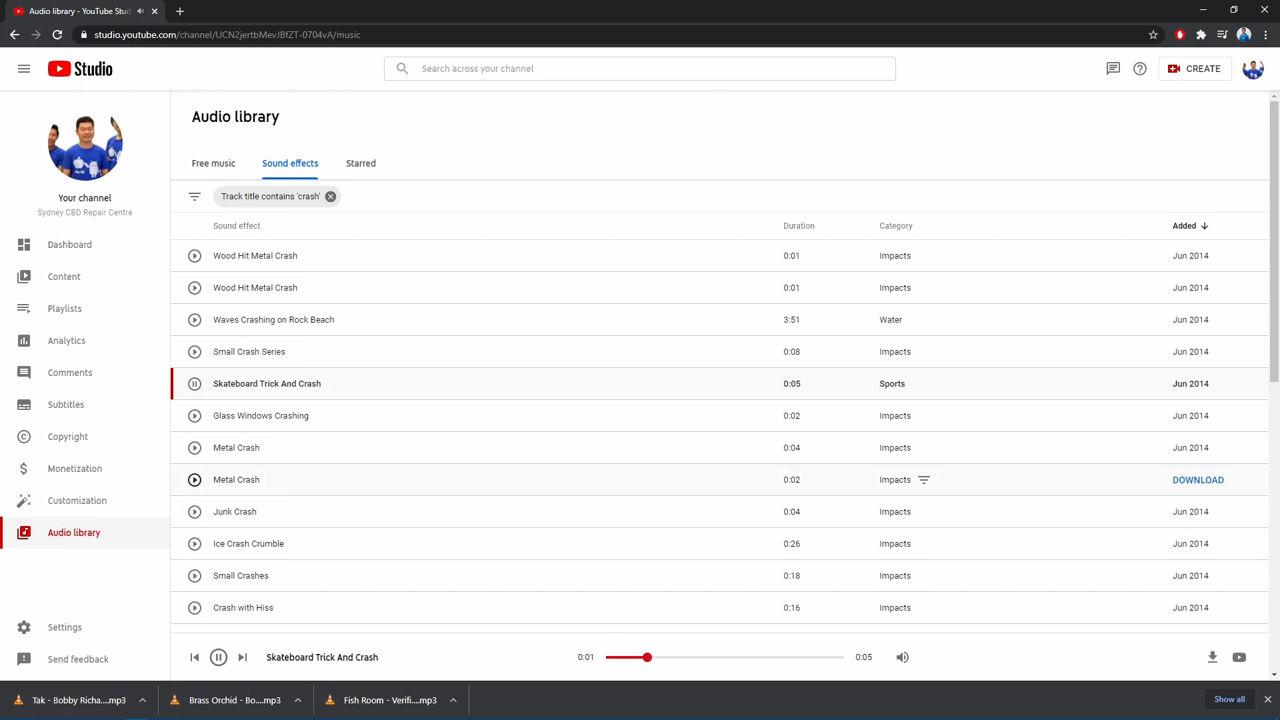 Audio library - YouTube Stud
studio.youtube.com/channel/UCN2jertbMevJ8fZT-0704vA/music
Studio
Search across your channel
CREATE
Your channel
Sydney CBD Repair Centre
Dashboard
Content
Playlists
Analytics
Comments
Subtitles
Copyright
Monetization
Customization
Audio library
Settings
Send feedback
Audio library
Free music Sound effects Starred
Track title contains 'crash'
Sound effect Duration Category Added
Wood Hit Metal Crash 0:01 Impacts Jun 2014
Wood Hit Metal Crash 0:01 Impacts Jun 2014
Waves Crashing on Rock Beach 3:51 Water Jun 2014
Small Crash Series 0:08 Impacts Jun 2014
Skateboard Trick And Crash 0:05 Sports Jun 2014
Glass Windows Crashing 0:02 Impacts Jun 2014
Metal Crash 0:04 Impacts Jun 2014
Metal Crash 0:02 Impacts DOWNLOAD
Junk Crash 0:04 Impacts Jun 2014
Ice Crash Crumble 0:26 Impacts Jun 2014
Small Crashes 0:18 Impacts Jun 2014
Crash with Hiss 0:16 Impacts Jun 2014
Skateboard Trick And Crash 0:01 0:05
Tak - Bobby Richa....mp3 Brass Orchid - Bo....mp3 Fish Room - Verifi....mp3 Show all